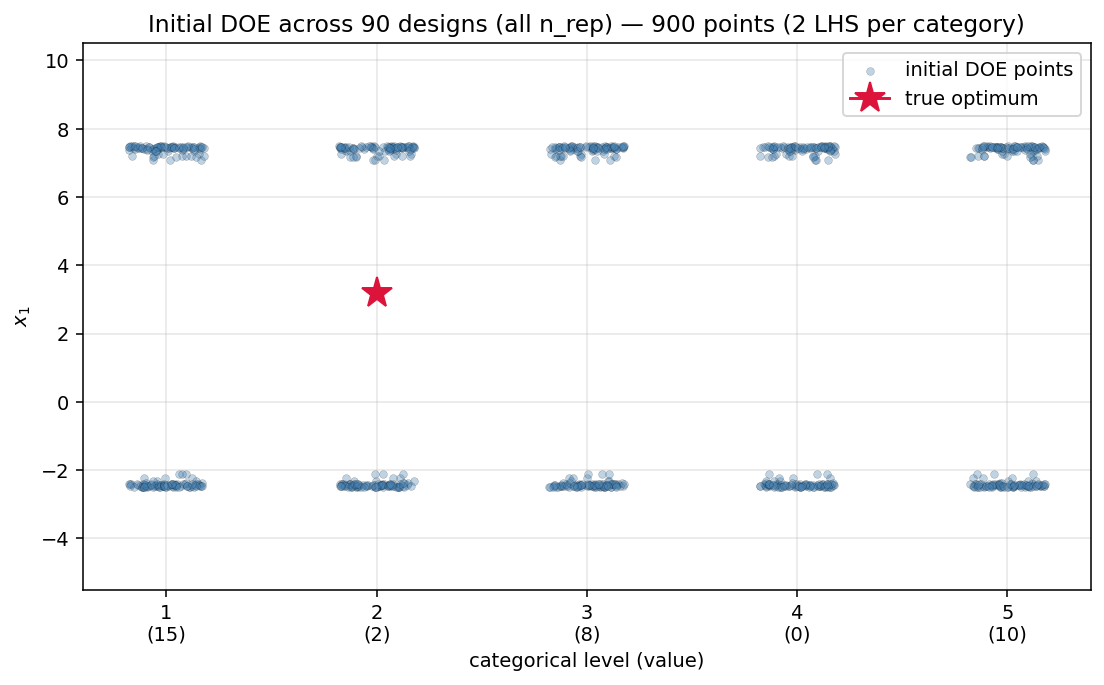 Initial DOE across 90 designs (all n_rep) — 900 points (2 LHS per category)
initial DOE points
true optimum
10
8
6
4
2
0
−2
−4
x₁
1 2 3 4 5
(15) (2) (8) (0) (10)
categorical level (value)